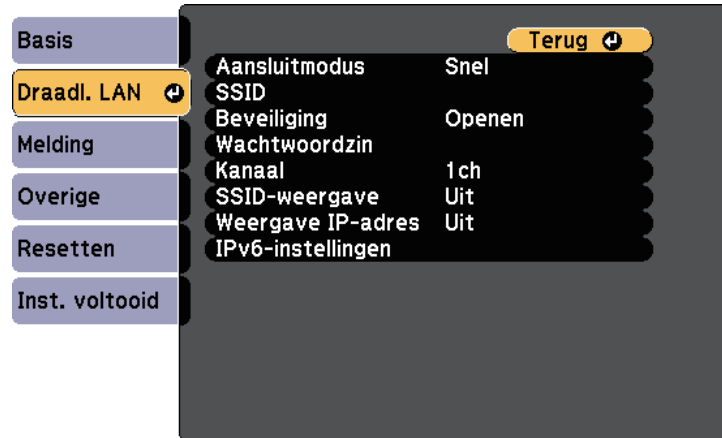 Basis
Draadl. LAN
Melding
Overige
Resetten
Inst. voltooid
Terug
Aansluitmodus Snel
SSID
Beveiliging Openen
Wachtwoordzin
Kanaal 1ch
SSID-weergave Uit
Weergave IP-adres Uit
IPv6-instellingen